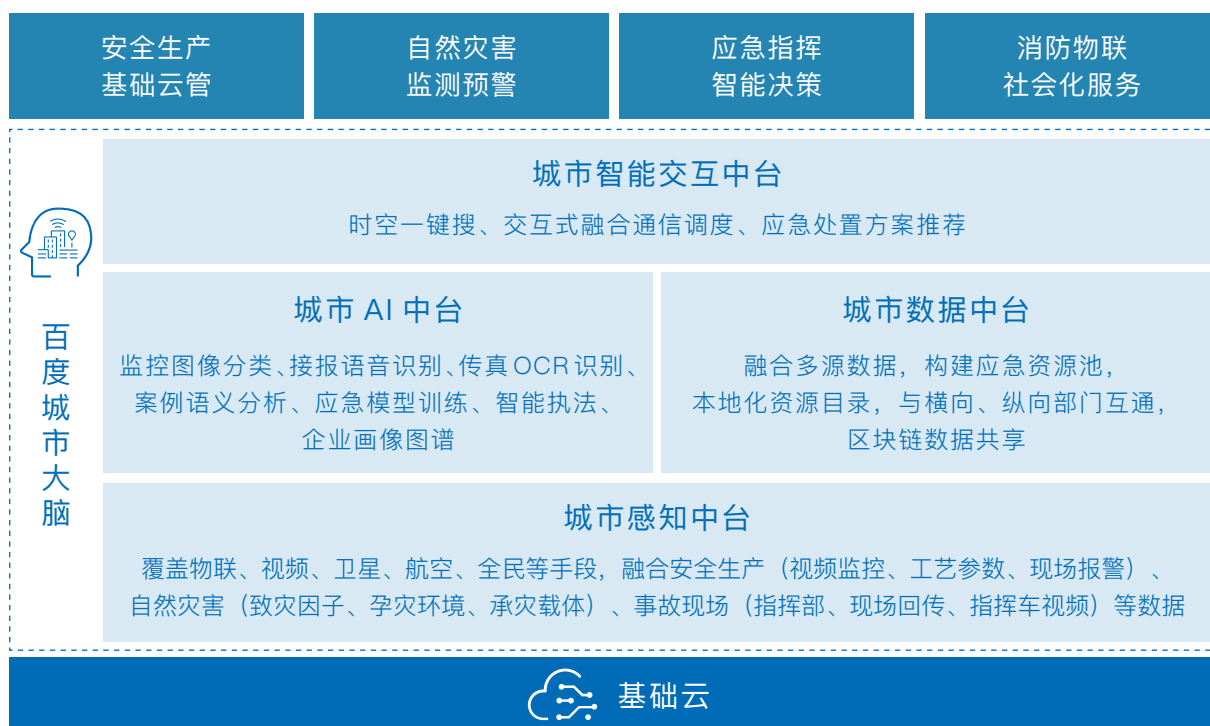 安全生产
基础云管
自然灾害
监测预警
应急指挥
智能决策
消防物联
社会化服务
百度城市大脑
城市智能交互中台
时空一键搜、交互式融合通信调度、应急处置方案推荐
城市 AI 中台
监控图像分类、接报语音识别、传真OCR识别、
案例语义分析、应急模型训练、智能执法、
企业画像图谱
城市数据中台
融合多源数据，构建应急资源池，
本地化资源目录，与横向、纵向部门互通，
区块链数据共享
城市感知中台
覆盖物联、视频、卫星、航空、全民等手段，融合安全生产（视频监控、工艺参数、现场报警）、
自然灾害（致灾因子、孕灾环境、承灾载体）、事故现场（指挥部、现场回传、指挥车视频）等数据
基础云